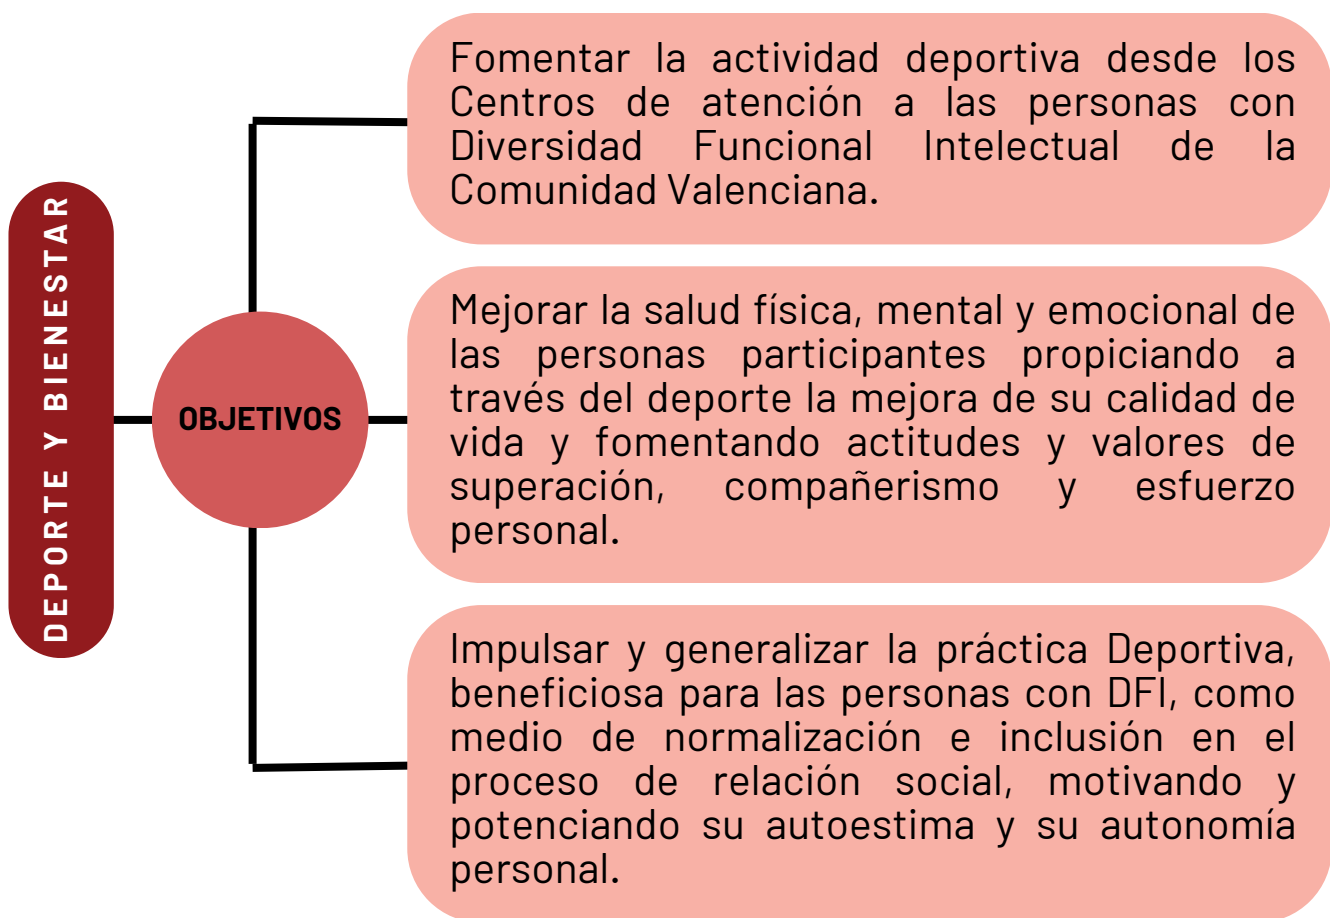 DEPORTE Y BIENESTAR
OBJETIVOS
Fomentar la actividad deportiva desde los
Centros de atención a las personas con
Diversidad Funcional Intelectual de la
Comunidad Valenciana.
Mejorar la salud física, mental y emocional de
las personas participantes propiciando a
través del deporte la mejora de su calidad de
vida y fomentando actitudes y valores de
superación, compañerismo y esfuerzo
personal.
Impulsar y generalizar la práctica Deportiva,
beneficiosa para las personas con DFI, como
medio de normalización e inclusión en el
proceso de relación social, motivando y
potenciando su autoestima y su autonomía
personal.